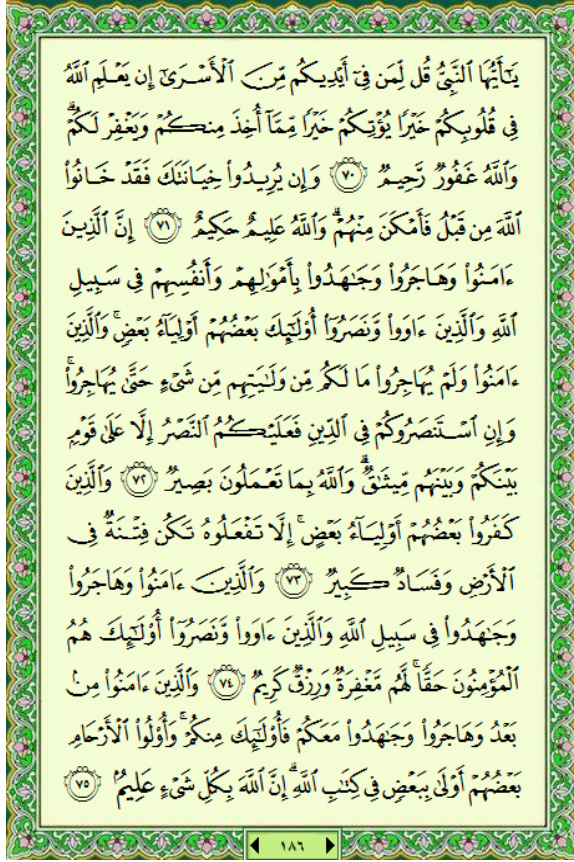 يَٰٓأَيُّهَا ٱلنَّبِىُّ قُل لِّمَن فِىٓ أَيْدِيكُم مِّنَ ٱلْأَسْرَىٰٓ إِن يَعْلَمِ ٱللَّهُ
فِى قُلُوبِكُمْ خَيْرًا يُؤْتِكُمْ خَيْرًا مِّمَّآ أُخِذَ مِنكُمْ وَيَغْفِرْ لَكُمْ ۗ
وَٱللَّهُ غَفُورٌ رَّحِيمٌ ﴿٧٠﴾ وَإِن يُرِيدُوا۟ خِيَانَتَكَ فَقَدْ خَانُوا۟
ٱللَّهَ مِن قَبْلُ فَأَمْكَنَ مِنْهُمْ ۗ وَٱللَّهُ عَلِيمٌ حَكِيمٌ ﴿٧١﴾ إِنَّ ٱلَّذِينَ
ءَامَنُوا۟ وَهَاجَرُوا۟ وَجَٰهَدُوا۟ بِأَمْوَٰلِهِمْ وَأَنفُسِهِمْ فِى سَبِيلِ
ٱللَّهِ وَٱلَّذِينَ ءَاوَوا۟ وَّنَصَرُوٓا۟ أُو۟لَٰٓئِكَ بَعْضُهُمْ أَوْلِيَآءُ بَعْضٍ ۚ وَٱلَّذِينَ
ءَامَنُوا۟ وَلَمْ يُهَاجِرُوا۟ مَا لَكُم مِّن وَلَٰيَتِهِم مِّن شَىْءٍ حَتَّىٰ يُهَاجِرُوا۟ ۚ
وَإِنِ ٱسْتَنصَرُوكُمْ فِى ٱلدِّينِ فَعَلَيْكُمُ ٱلنَّصْرُ إِلَّا عَلَىٰ قَوْمٍۭ
بَيْنَكُمْ وَبَيْنَهُم مِّيثَٰقٌ ۗ وَٱللَّهُ بِمَا تَعْمَلُونَ بَصِيرٌ ﴿٧٢﴾ وَٱلَّذِينَ
كَفَرُوا۟ بَعْضُهُمْ أَوْلِيَآءُ بَعْضٍ ۚ إِلَّا تَفْعَلُوهُ تَكُن فِتْنَةٌ فِى
ٱلْأَرْضِ وَفَسَادٌ كَبِيرٌ ﴿٧٣﴾ وَٱلَّذِينَ ءَامَنُوا۟ وَهَاجَرُوا۟
وَجَٰهَدُوا۟ فِى سَبِيلِ ٱللَّهِ وَٱلَّذِينَ ءَاوَوا۟ وَّنَصَرُوٓا۟ أُو۟لَٰٓئِكَ هُمُ
ٱلْمُؤْمِنُونَ حَقًّا ۚ لَّهُم مَّغْفِرَةٌ وَرِزْقٌ كَرِيمٌ ﴿٧٤﴾ وَٱلَّذِينَ ءَامَنُوا۟ مِنۢ
بَعْدُ وَهَاجَرُوا۟ وَجَٰهَدُوا۟ مَعَكُمْ فَأُو۟لَٰٓئِكَ مِنكُمْ ۚ وَأُو۟لُوا۟ ٱلْأَرْحَامِ
بَعْضُهُمْ أَوْلَىٰ بِبَعْضٍ فِى كِتَٰبِ ٱللَّهِ ۗ إِنَّ ٱللَّهَ بِكُلِّ شَىْءٍ عَلِيمٌۢ ﴿٧٥﴾
١٨٦